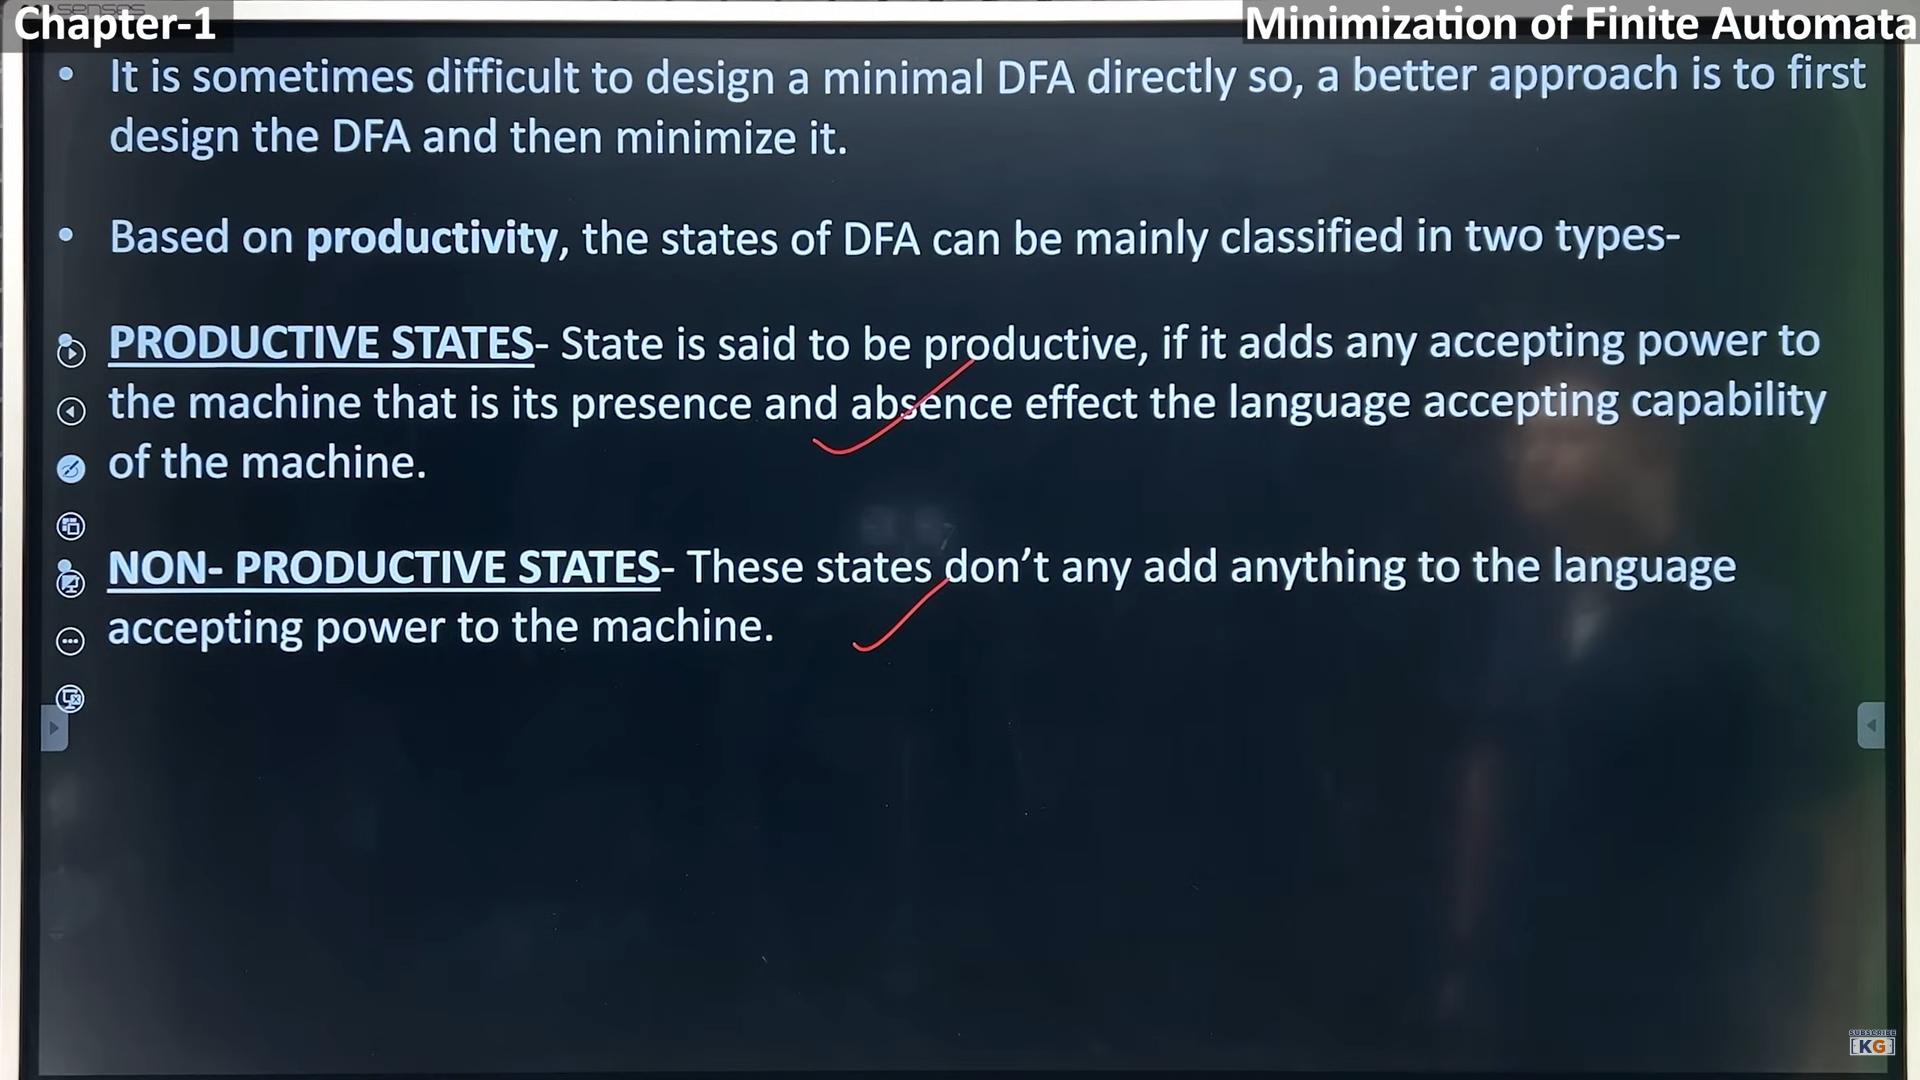 Chapter-1
Minimization of Finite Automata
• It is sometimes difficult to design a minimal DFA directly so, a better approach is to first
design the DFA and then minimize it.
• Based on productivity, the states of DFA can be mainly classified in two types-
• PRODUCTIVE STATES- State is said to be productive, if it adds any accepting power to
the machine that is its presence and absence effect the language accepting capability
of the machine.
• NON- PRODUCTIVE STATES- These states don't any add anything to the language
accepting power to the machine.
SUBSCRIBE
KG